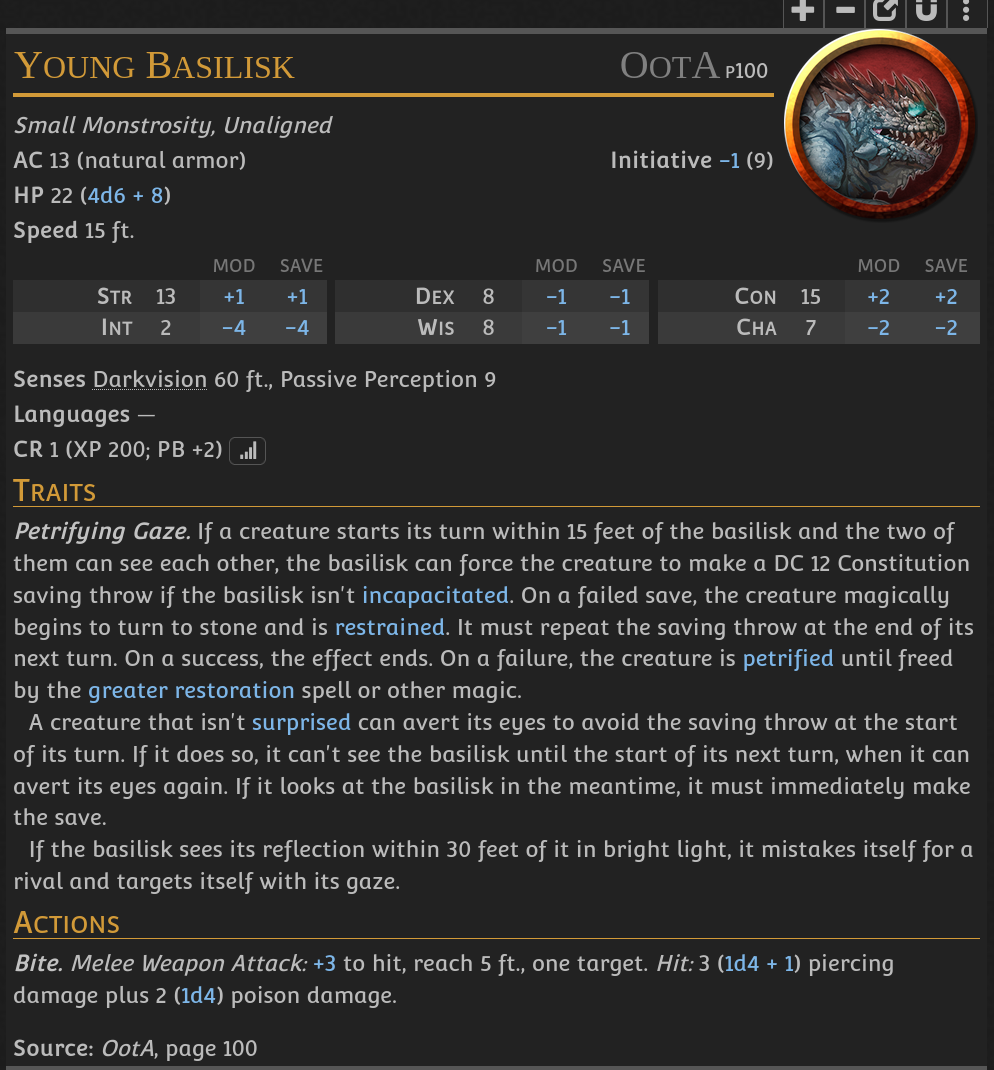 Young Basilisk OotA p100
Small Monstrosity, Unaligned
AC 13 (natural armor) Initiative −1 (9)
HP 22 (4d6 + 8)
Speed 15 ft.
MOD SAVE MOD SAVE MOD SAVE
Str 13 +1 +1 Dex 8 −1 −1 Con 15 +2 +2
Int 2 −4 −4 Wis 8 −1 −1 Cha 7 −2 −2
Senses Darkvision 60 ft., Passive Perception 9
Languages —
CR 1 (XP 200; PB +2)
Traits
Petrifying Gaze. If a creature starts its turn within 15 feet of the basilisk and the two of
them can see each other, the basilisk can force the creature to make a DC 12 Constitution
saving throw if the basilisk isn't incapacitated. On a failed save, the creature magically
begins to turn to stone and is restrained. It must repeat the saving throw at the end of its
next turn. On a success, the effect ends. On a failure, the creature is petrified until freed
by the greater restoration spell or other magic.
A creature that isn't surprised can avert its eyes to avoid the saving throw at the start
of its turn. If it does so, it can't see the basilisk until the start of its next turn, when it can
avert its eyes again. If it looks at the basilisk in the meantime, it must immediately make
the save.
If the basilisk sees its reflection within 30 feet of it in bright light, it mistakes itself for a
rival and targets itself with its gaze.
Actions
Bite. Melee Weapon Attack: +3 to hit, reach 5 ft., one target. Hit: 3 (1d4 + 1) piercing
damage plus 2 (1d4) poison damage.
Source: OotA, page 100